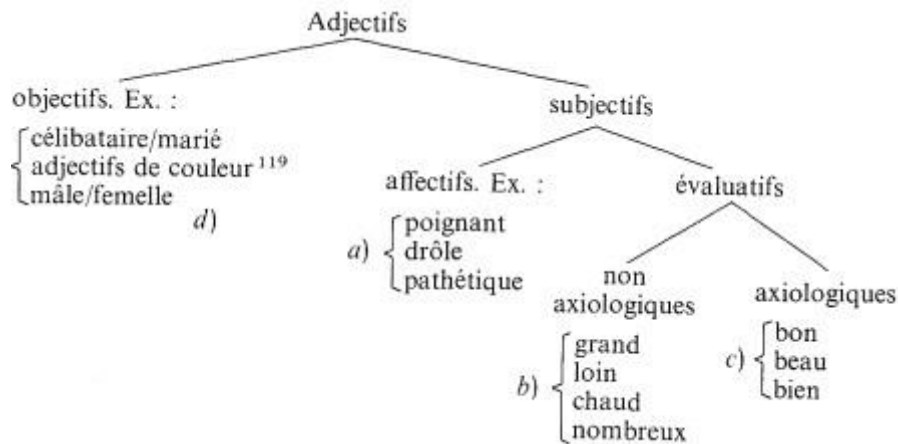 Adjectifs
objectifs. Ex. :
célibataire/marié
adjectifs de couleur 119
mâle/femelle
d)
subjectifs
affectifs. Ex. :
a) poignant
drôle
pathétique
évaluatifs
non
axiologiques
b) grand
loin
chaud
nombreux
axiologiques
c) bon
beau
bien